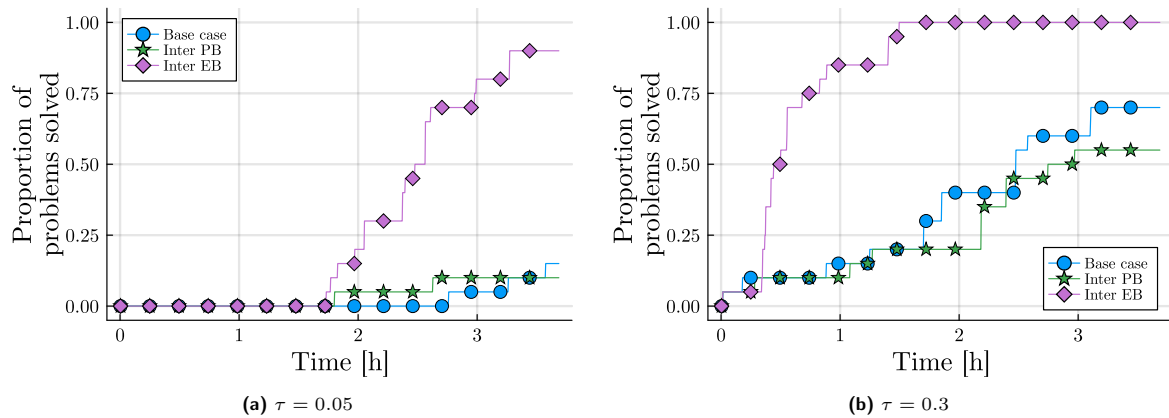 Proportion of
problems solved
1.00
0.75
0.50
0.25
0.00
Base case
Inter PB
Inter EB
0 1 2 3
Time [h]
(a) τ = 0.05
Proportion of
problems solved
1.00
0.75
0.50
0.25
0.00
Base case
Inter PB
Inter EB
0 1 2 3
Time [h]
(b) τ = 0.3